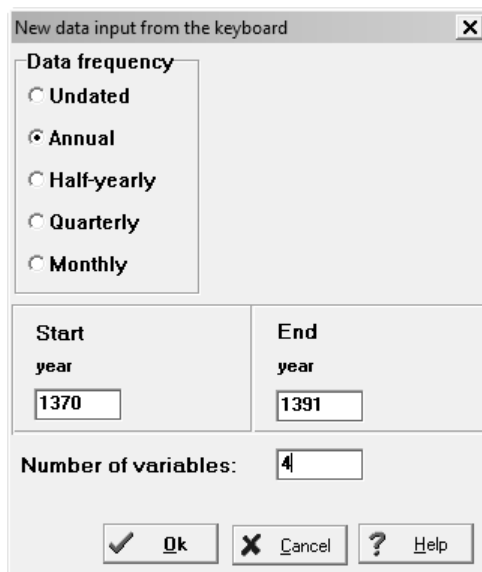 New data input from the keyboard
Data frequency
Undated
Annual
Half-yearly
Quarterly
Monthly
Start
year
1370
End
year
1391
Number of variables:
4
Ok
Cancel
Help